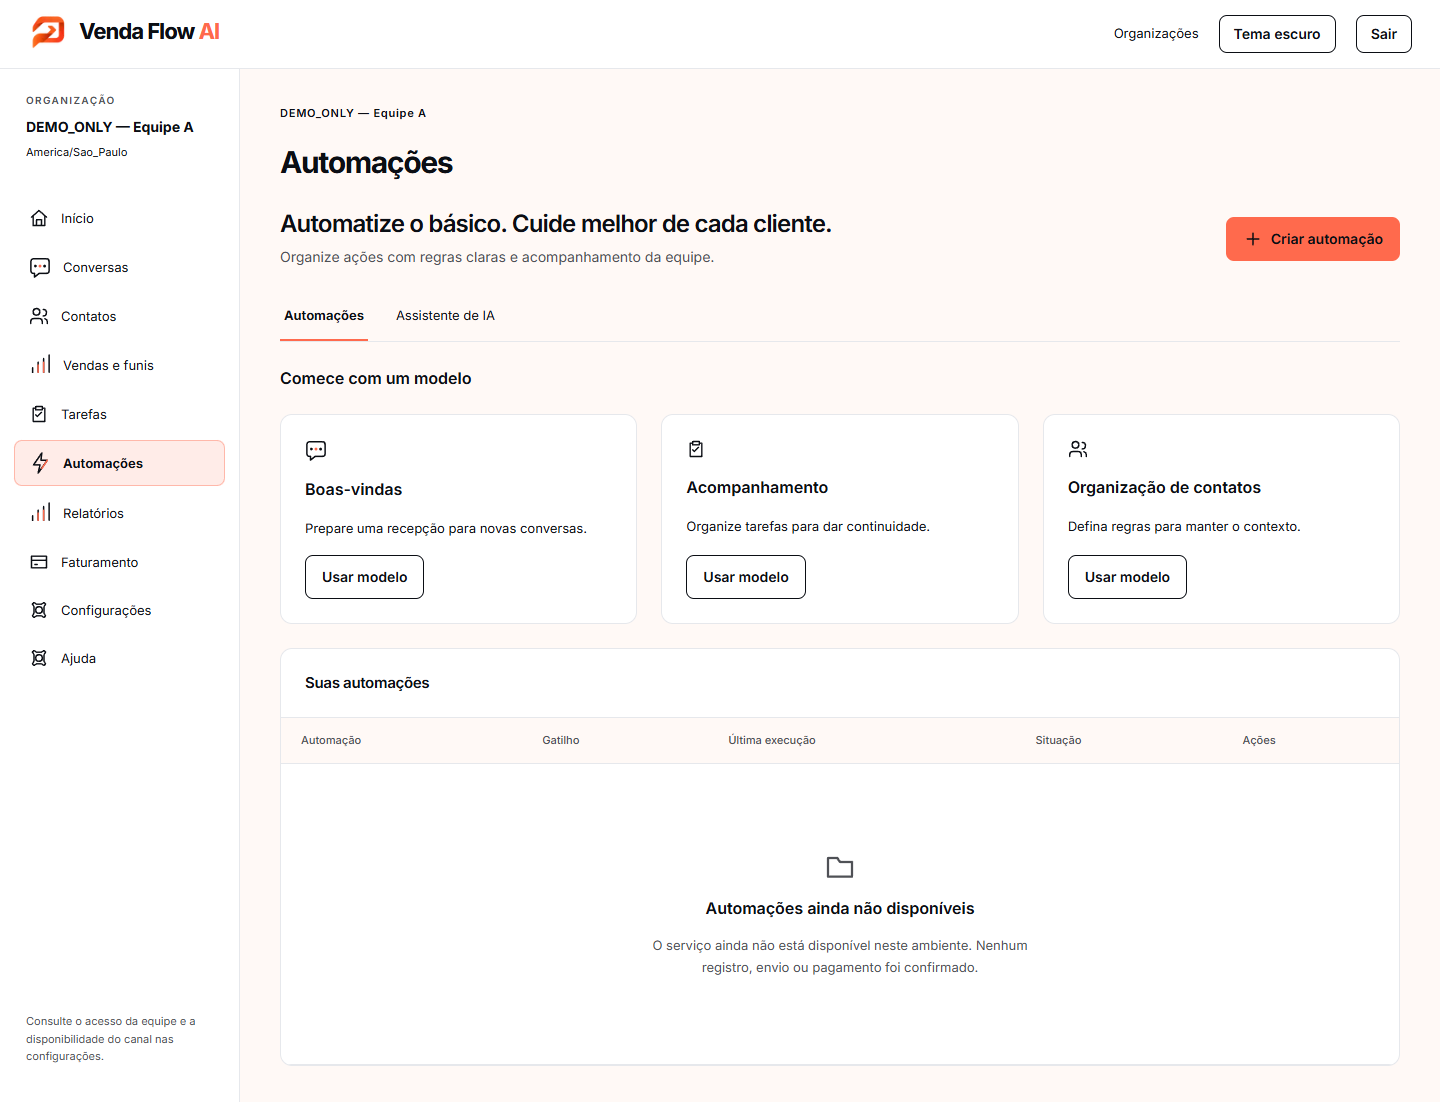 Venda Flow AI
Organizações
Tema escuro
Sair
ORGANIZAÇÃO
DEMO_ONLY — Equipe A
America/Sao_Paulo
Início
Conversas
Contatos
Vendas e funis
Tarefas
Automações
Relatórios
Faturamento
Configurações
Ajuda
Consulte o acesso da equipe e a
disponibilidade do canal nas
configurações.
DEMO_ONLY — Equipe A
Automações
Automatize o básico. Cuide melhor de cada cliente.
Organize ações com regras claras e acompanhamento da equipe.
Criar automação
Automações
Assistente de IA
Comece com um modelo
Boas-vindas
Prepare uma recepção para novas conversas.
Usar modelo
Acompanhamento
Organize tarefas para dar continuidade.
Usar modelo
Organização de contatos
Defina regras para manter o contexto.
Usar modelo
Suas automações
Automação
Gatilho
Última execução
Situação
Ações
Automações ainda não disponíveis
O serviço ainda não está disponível neste ambiente. Nenhum
registro, envio ou pagamento foi confirmado.